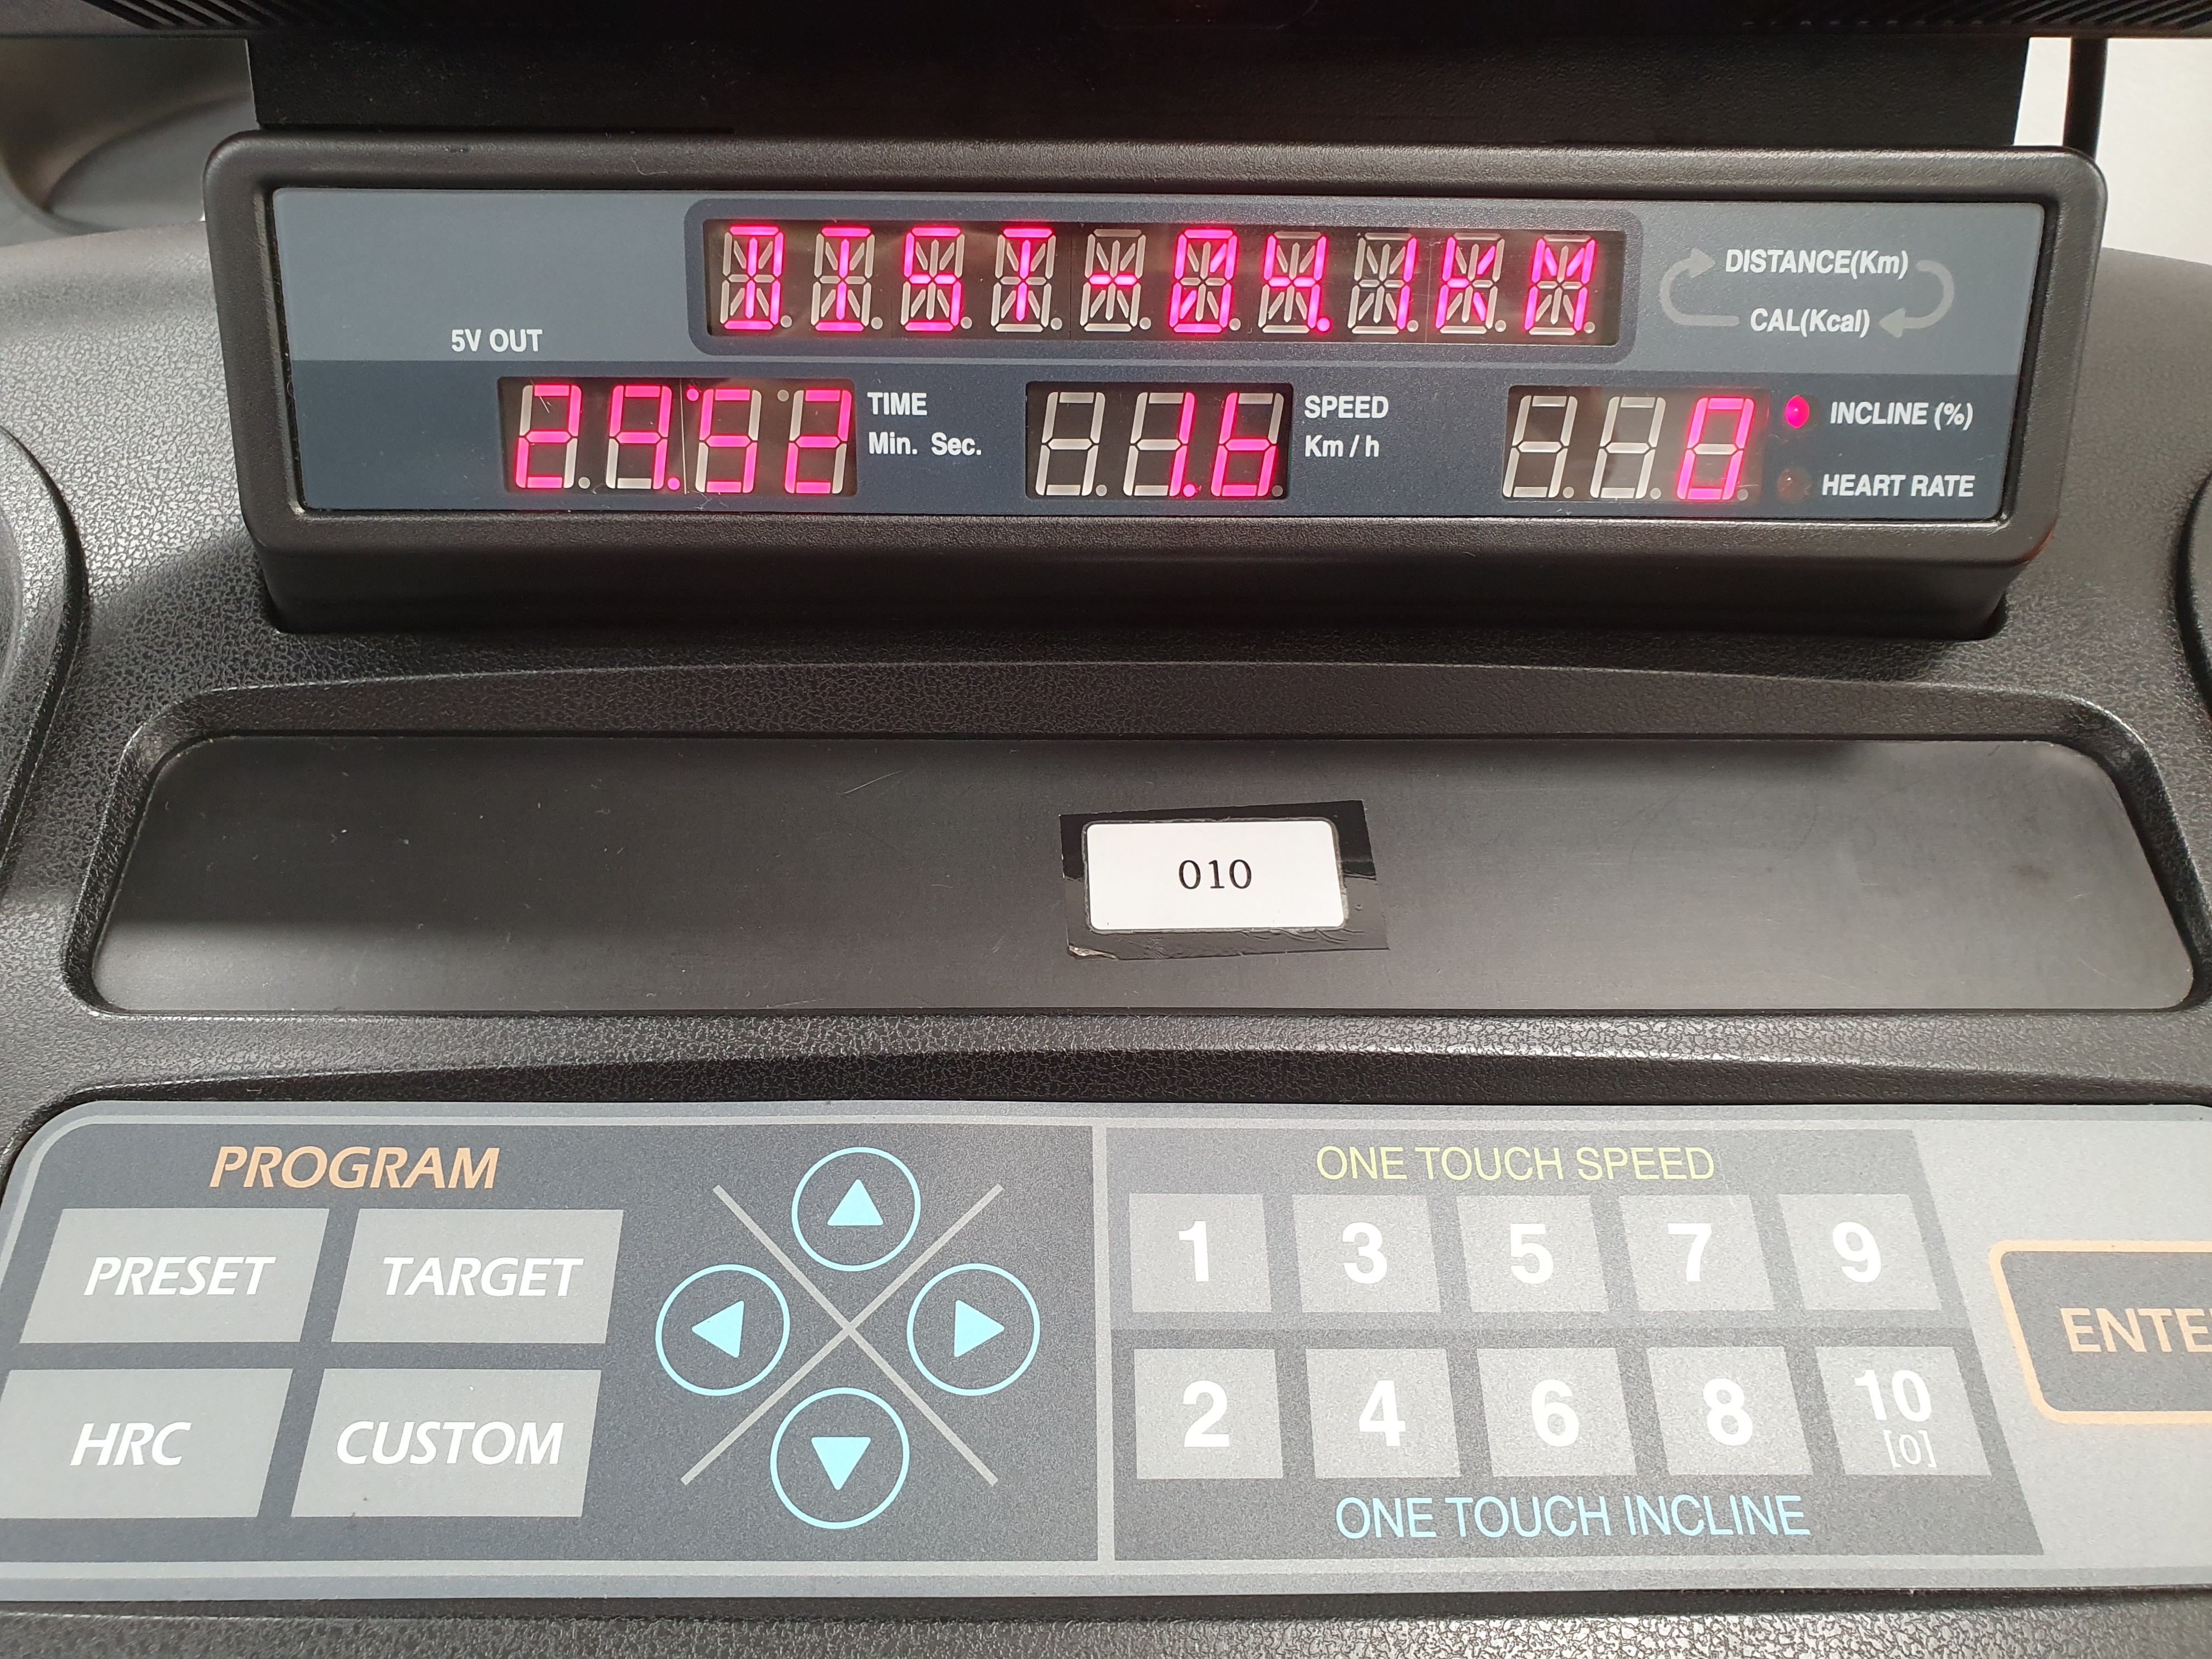 DIST-04.1KM
DISTANCE(Km)
CAL(Kcal)
5V OUT
29:52
TIME
Min. Sec.
1.6
SPEED
Km/h
0
INCLINE (%)
HEART RATE
010
PROGRAM
PRESET
TARGET
HRC
CUSTOM
ONE TOUCH SPEED
1 3 5 7 9
2 4 6 8 10
[0]
ONE TOUCH INCLINE
ENTE